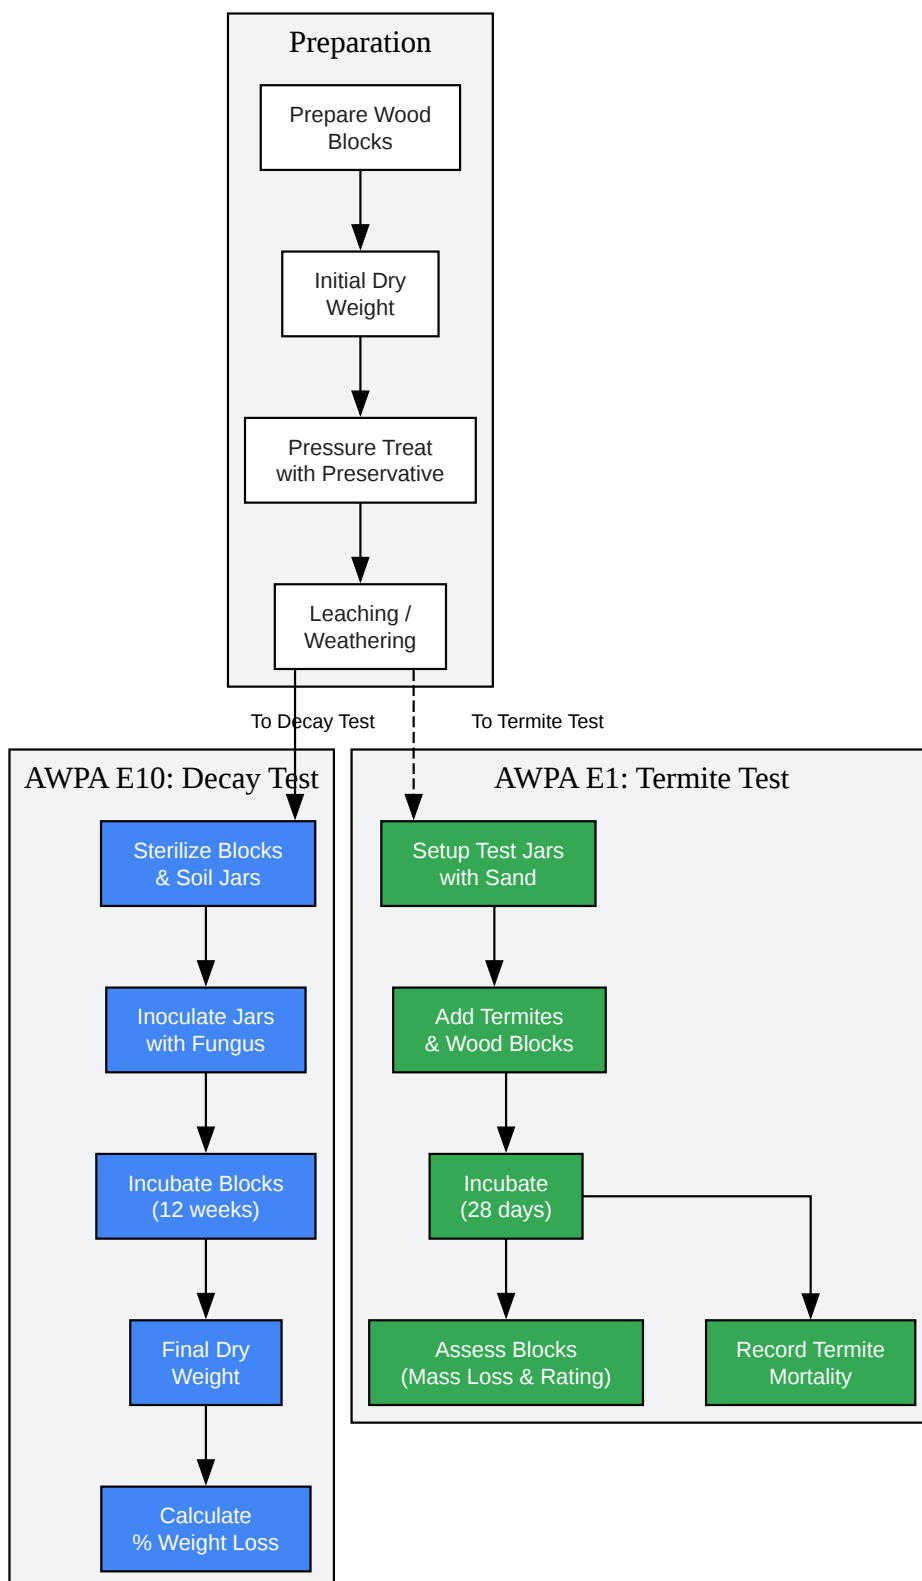 Preparation
Prepare Wood
Blocks
Initial Dry
Weight
Pressure Treat
with Preservative
Leaching /
Weathering
To Decay Test
To Termite Test
AWPA E10: Decay Test
Sterilize Blocks
& Soil Jars
Inoculate Jars
with Fungus
Incubate Blocks
(12 weeks)
Final Dry
Weight
Calculate
% Weight Loss
AWPA E1: Termite Test
Setup Test Jars
with Sand
Add Termites
& Wood Blocks
Incubate
(28 days)
Assess Blocks
(Mass Loss & Rating)
Record Termite
Mortality